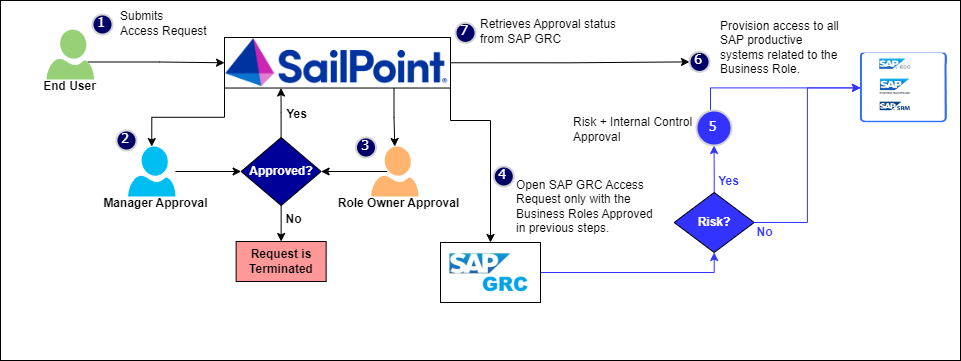 1
Submits
Access Request
End User
SailPoint
7
Retrieves Approval status
from SAP GRC
6
Provision access to all
SAP productive
systems related to the
Business Role.
SAP ECC
SAP
SAP SRM
Yes
2
Manager Approval
Approved?
3
Role Owner Approval
No
Request is
Terminated
4
Open SAP GRC Access
Request only with the
Business Roles Approved
in previous steps.
SAP
GRC
Risk + Internal Control
Approval
5
Yes
Risk?
No